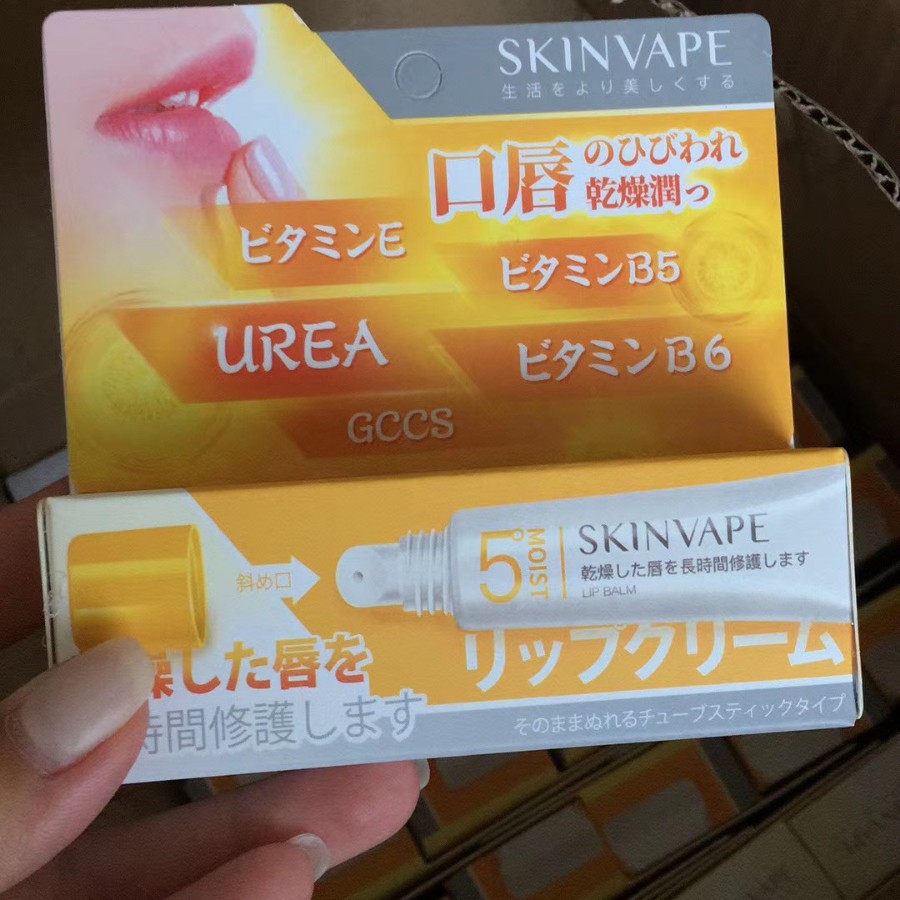 SKINVAPE
生活をより美しくする
口唇のひびわれ
乾燥潤っ
ビタミンE
ビタミンB5
UREA
ビタミンB6
GCCS
斜め口
5°
MOIST
SKINVAPE
乾燥した唇を長時間修護します
LIP BALM
燥した唇を
時間修護します
リップクリーム
そのままぬれるチューブスティックタイプ